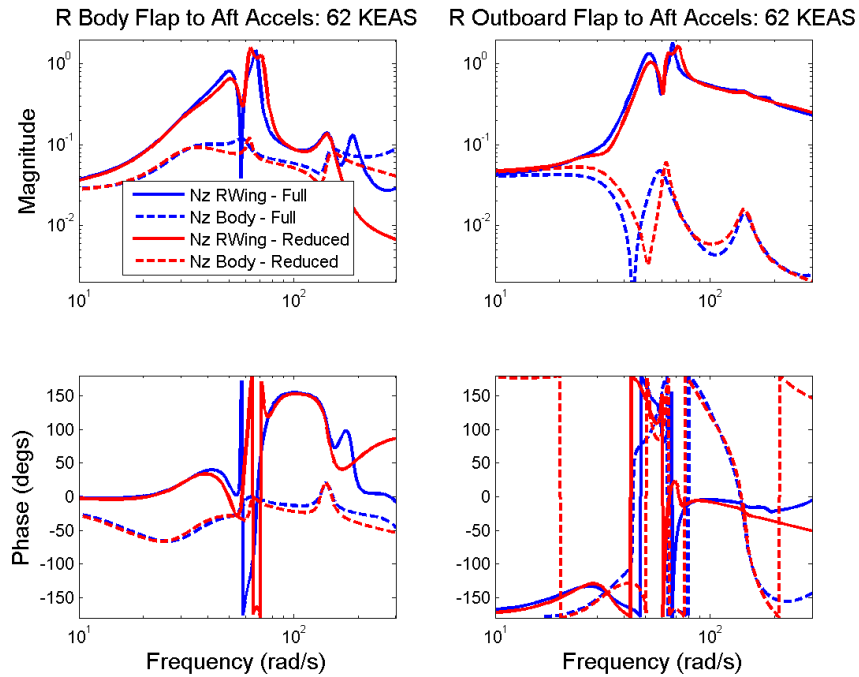 R Body Flap to Aft Accels: 62 KEAS
R Outboard Flap to Aft Accels: 62 KEAS
Magnitude
10^0
10^-1
10^-2
10^1
10^2
Nz RWing - Full
Nz Body - Full
Nz RWing - Reduced
Nz Body - Reduced
10^0
10^-1
10^-2
10^1
10^2
Phase (degs)
150
100
50
0
-50
-100
-150
10^1
10^2
Frequency (rad/s)
150
100
50
0
-50
-100
-150
10^1
10^2
Frequency (rad/s)